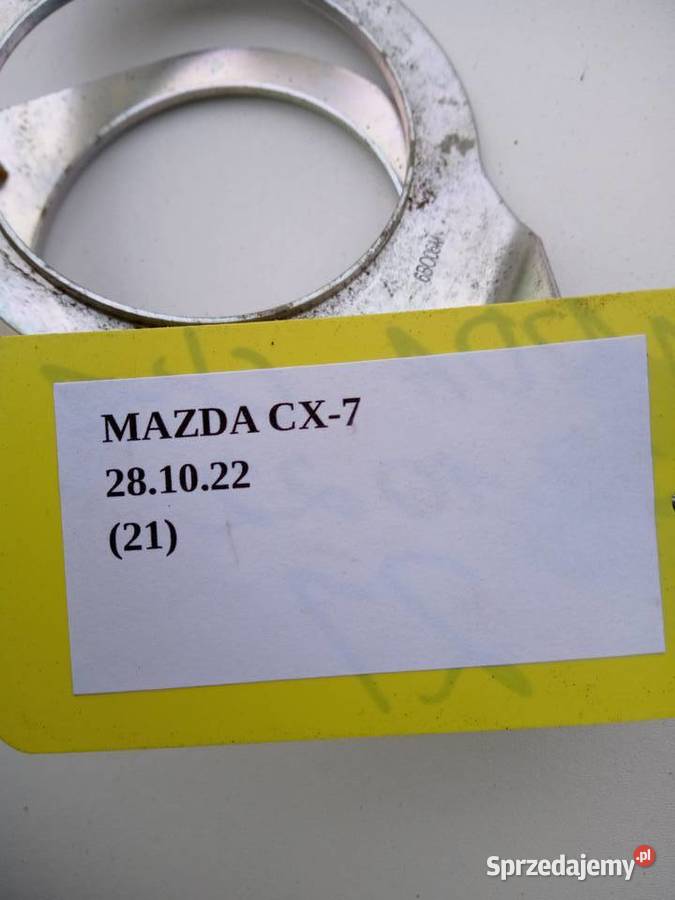 MAZDA CX-7
28.10.22
(21)
Sprzedajemy.pl